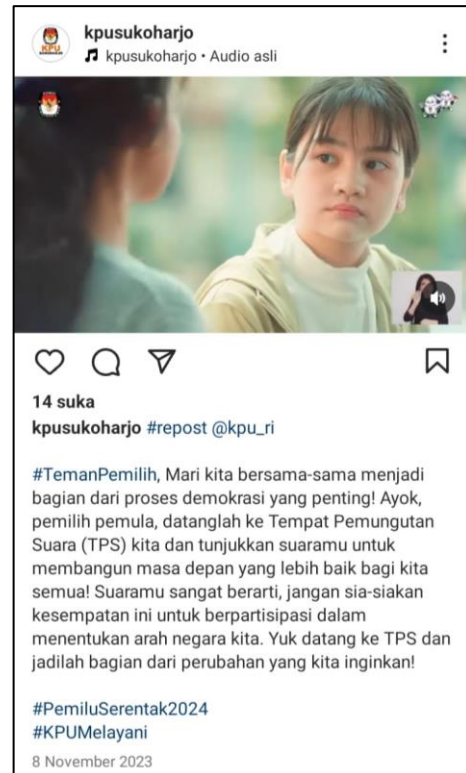 kpusukoharjo
kpusukoharjo • Audio asli
KPU
14 suka
kpusukoharjo #repost @kpu_ri
#TemanPemilih, Mari kita bersama-sama menjadi
bagian dari proses demokrasi yang penting! Ayok,
pemilih pemula, datanglah ke Tempat Pemungutan
Suara (TPS) kita dan tunjukkan suaramu untuk
membangun masa depan yang lebih baik bagi kita
semua! Suaramu sangat berarti, jangan sia-siakan
kesempatan ini untuk berpartisipasi dalam
menentukan arah negara kita. Yuk datang ke TPS dan
jadilah bagian dari perubahan yang kita inginkan!
#PemiluSerentak2024
#KPUMelayani
8 November 2023